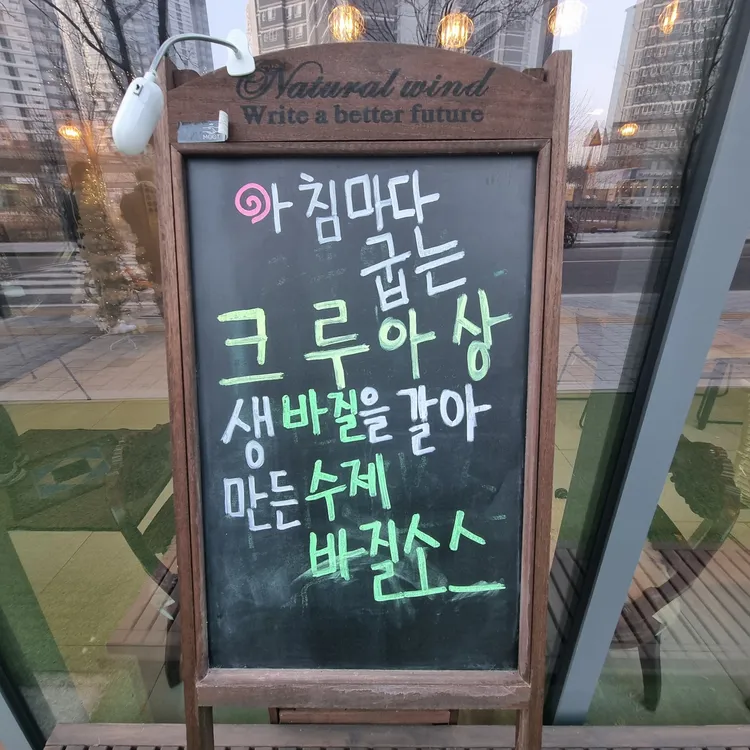 Natural wind
Write a better future
아침마다
굽는
크루아상
생바질을 갈아
만든 수제
바질소스